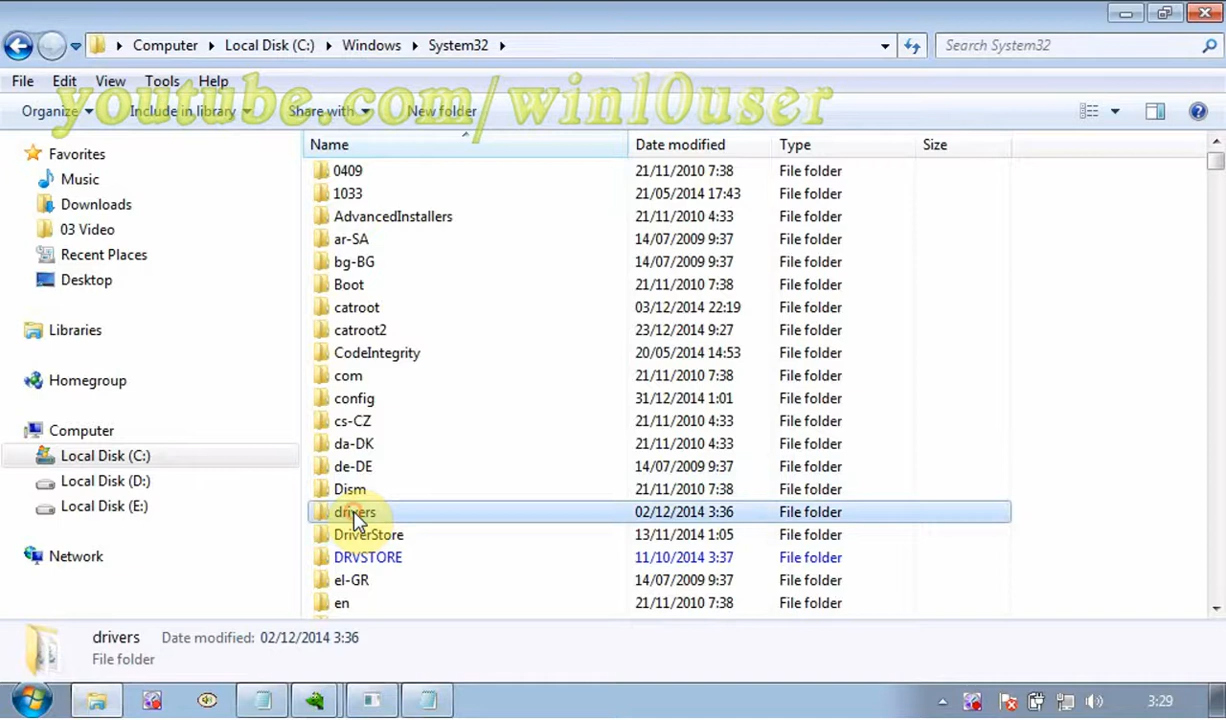 Computer Local Disk (C:) Windows System32 Search System32
File Edit View Tools Help
youtube.com/win10user
Organize Include in library Share with New folder
Name Date modified Type Size
Favorites
Music
Downloads
03 Video
Recent Places
Desktop
Libraries
Homegroup
Computer
Local Disk (C:)
Local Disk (D:)
Local Disk (E:)
Network
0409 21/11/2010 7:38 File folder
1033 21/05/2014 17:43 File folder
AdvancedInstallers 21/11/2010 4:33 File folder
ar-SA 14/07/2009 9:37 File folder
bg-BG 14/07/2009 9:37 File folder
Boot 21/11/2010 7:38 File folder
catroot 03/12/2014 22:19 File folder
catroot2 23/12/2014 9:27 File folder
CodeIntegrity 20/05/2014 14:53 File folder
com 21/11/2010 7:38 File folder
config 31/12/2014 1:01 File folder
cs-CZ 21/11/2010 4:33 File folder
da-DK 21/11/2010 4:33 File folder
de-DE 14/07/2009 9:37 File folder
Dism 21/11/2010 7:38 File folder
drivers 02/12/2014 3:36 File folder
DriverStore 13/11/2014 1:05 File folder
DRVSTORE 11/10/2014 3:37 File folder
el-GR 14/07/2009 9:37 File folder
en 21/11/2010 7:38 File folder
drivers Date modified: 02/12/2014 3:36
File folder
3:29